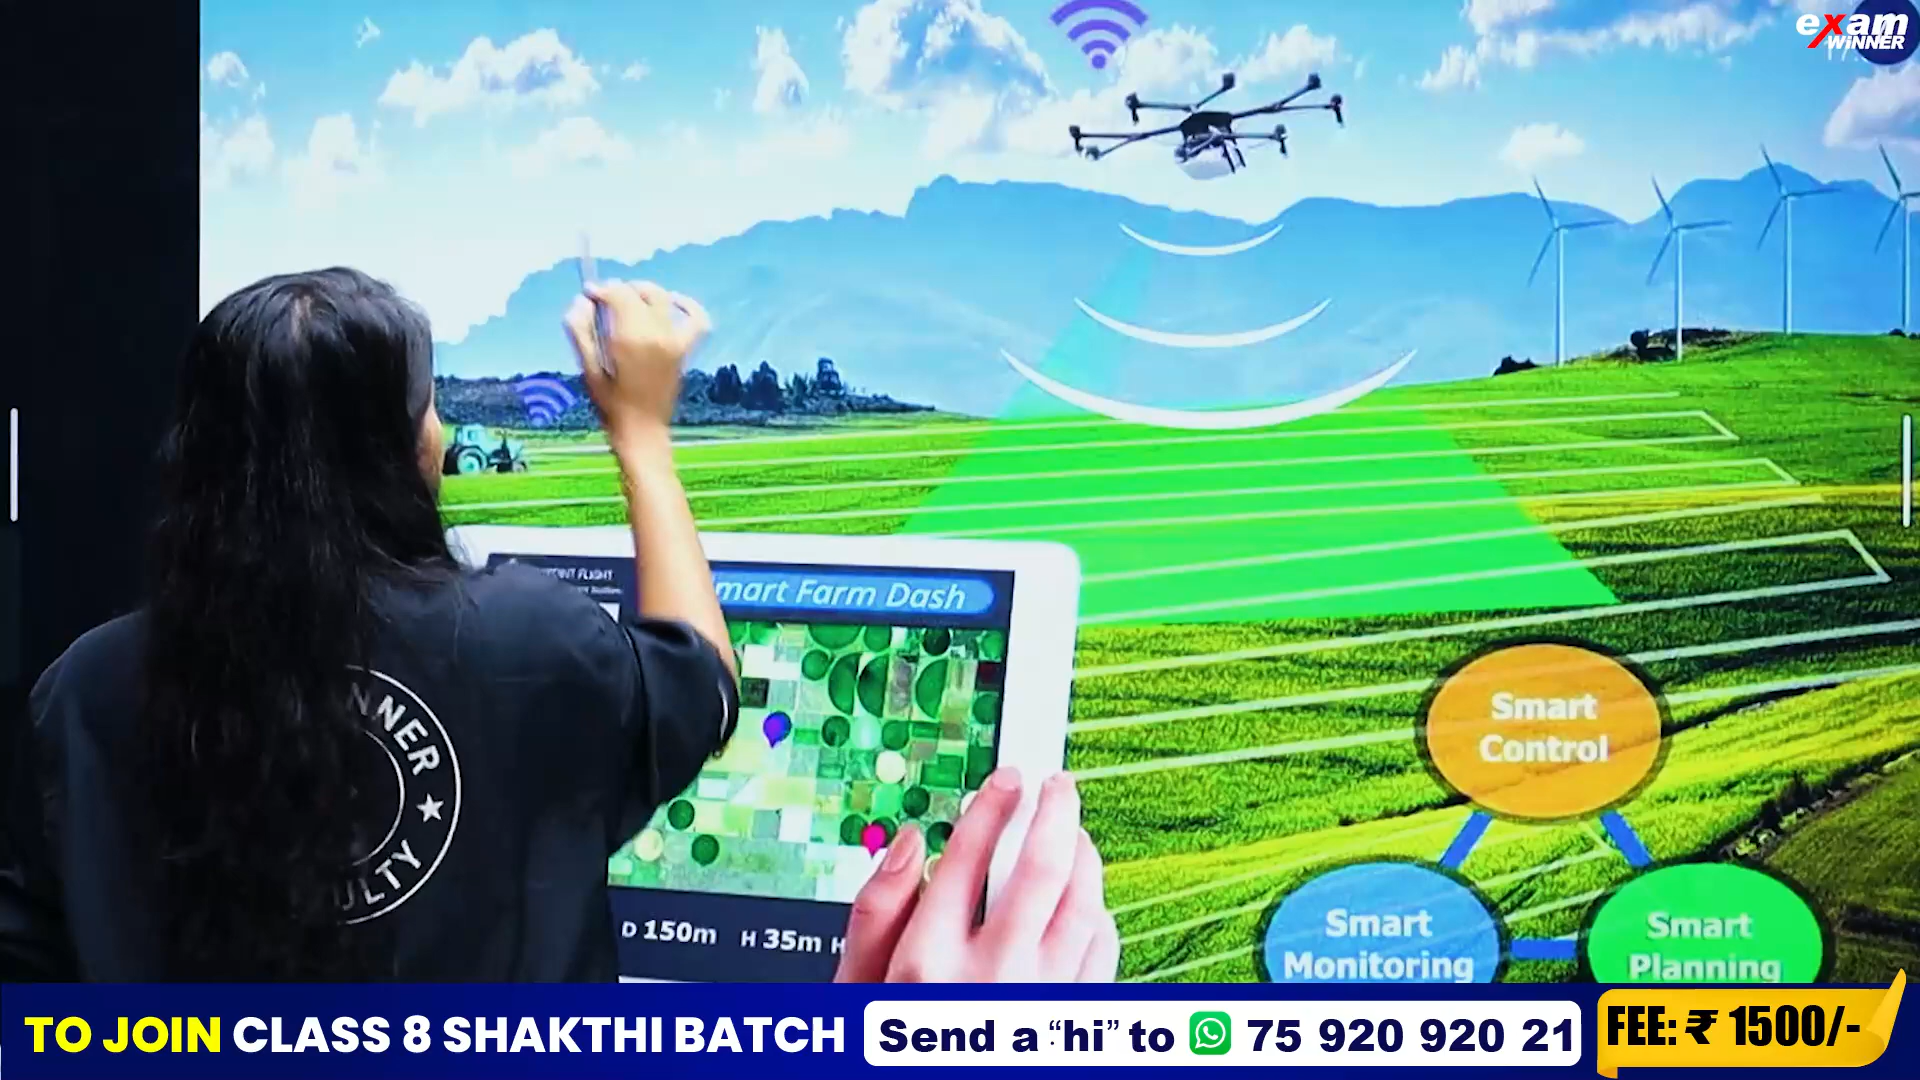 exam
WINNER
Smart Farm Dash
NNER
ULTY
Smart
Control
Smart
Monitoring
Smart
Planning
D 150m H 35m H
TO JOIN CLASS 8 SHAKTHI BATCH
Send a “hi” to 75 920 920 21
FEE: ₹ 1500/-